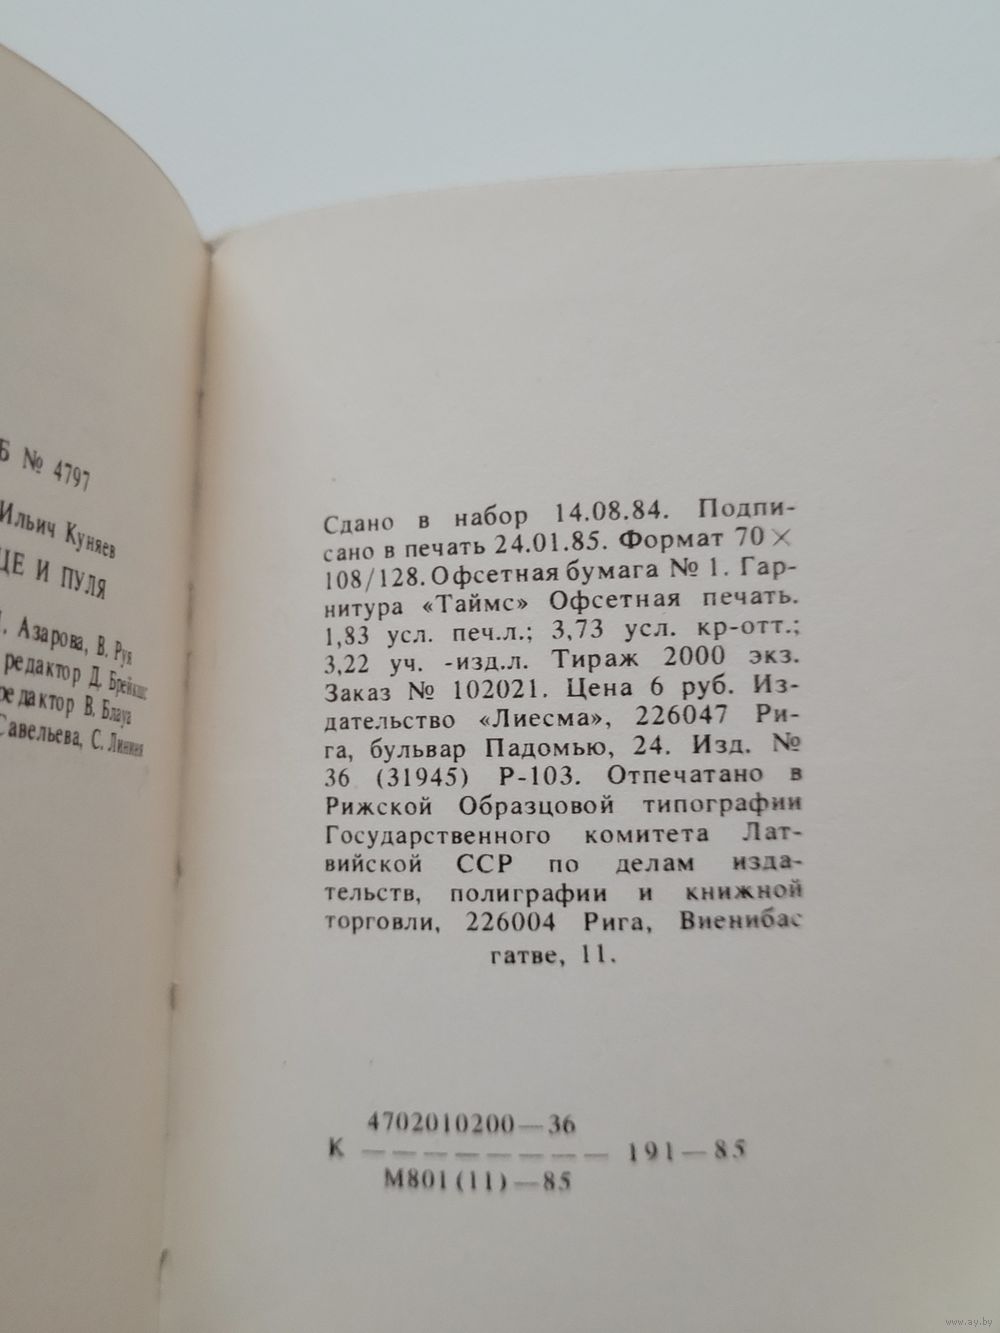 Б № 4797
Ильич Куняев
ЦЕ И ПУЛЯ
Азарова, В. Руя
редактор Д. Брейкшс
редактор В. Блауа
Савельева, С. Лининя
Сдано в набор 14.08.84. Подпи-
сано в печать 24.01.85. Формат 70 ×
108/128. Офсетная бумага № 1. Гар-
нитура «Таймс» Офсетная печать.
1,83 усл. печ.л.; 3,73 усл. кр-отт.;
3,22 уч. -изд.л. Тираж 2000 экз.
Заказ № 102021. Цена 6 руб. Из-
дательство «Лиесма», 226047 Ри-
га, бульвар Падомью, 24. Изд. №
36 (31945) Р-103. Отпечатано в
Рижской Образцовой типографии
Государственного комитета Лат-
вийской ССР по делам изда-
тельств, полиграфии и книжной
торговли, 226004 Рига, Виенибас
гатве, 11.
4702010200—36
К — — — — — — — — 191—85
М801(11)—85
www.ay.by